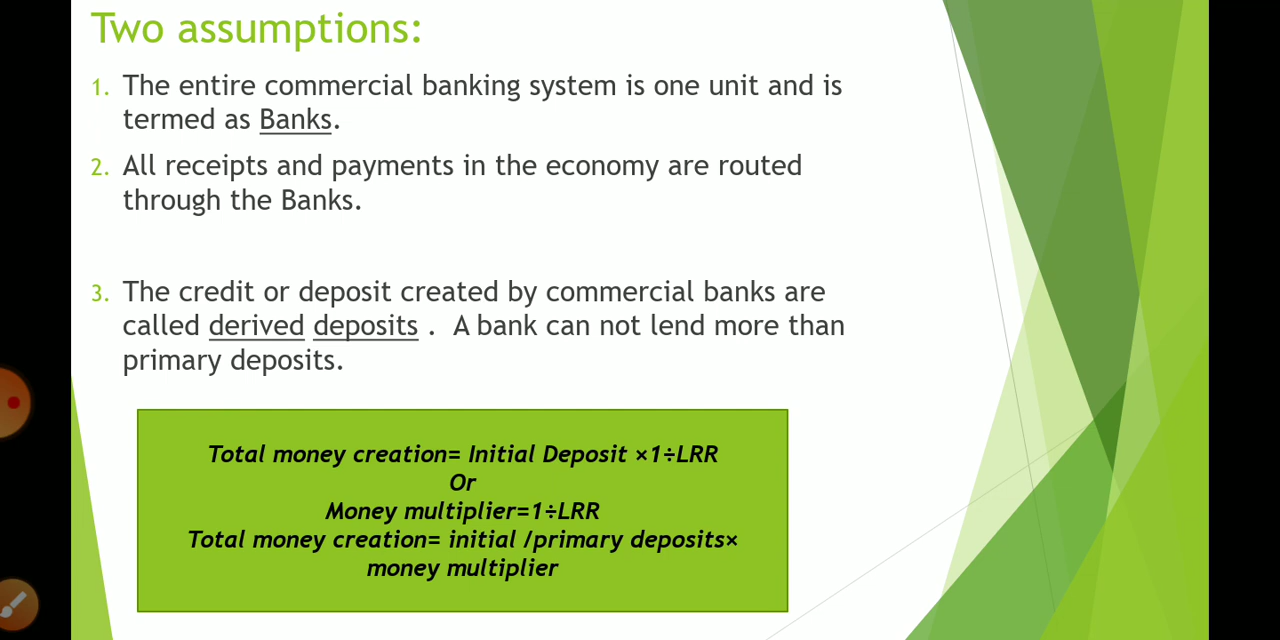 Two assumptions:
1. The entire commercial banking system is one unit and is
termed as Banks.
2. All receipts and payments in the economy are routed
through the Banks.
3. The credit or deposit created by commercial banks are
called derived deposits . A bank can not lend more than
primary deposits.
Total money creation= Initial Deposit ×1÷LRR
Or
Money multiplier=1÷LRR
Total money creation= initial /primary deposits×
money multiplier